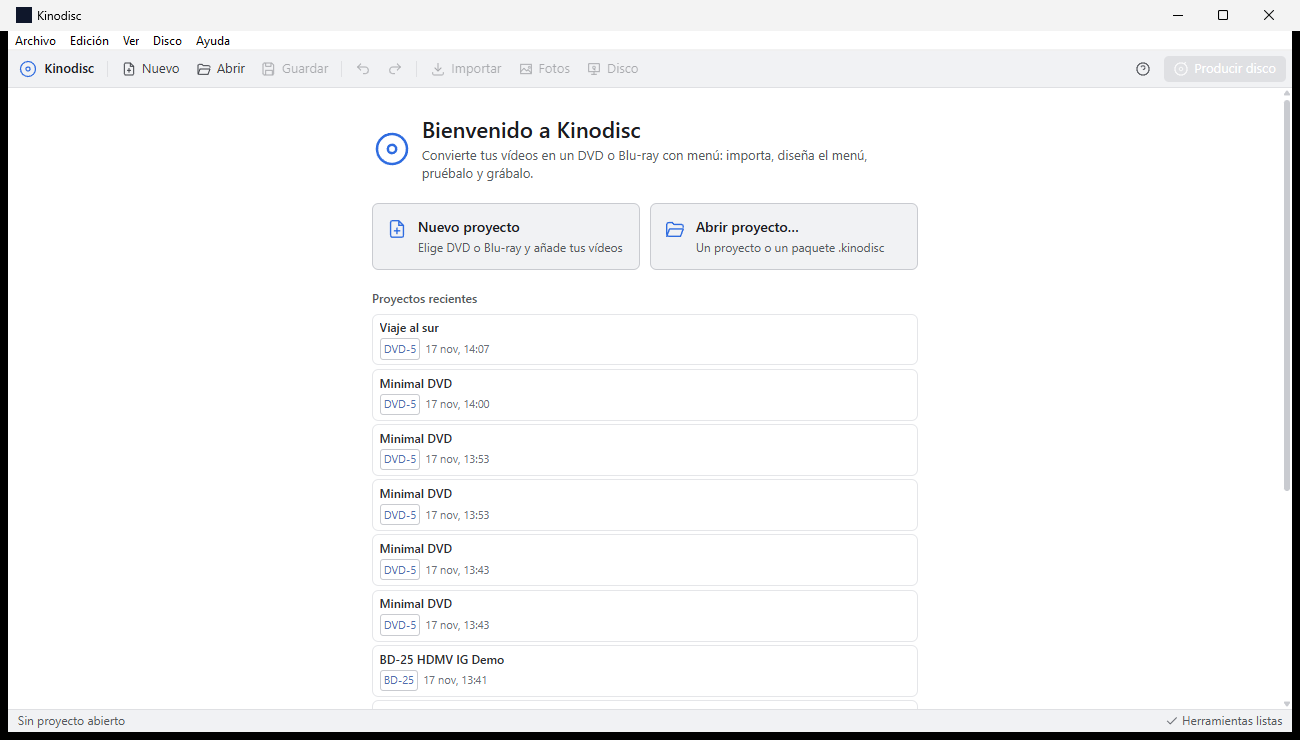 Kinodisc
Archivo Edición Ver Disco Ayuda
Kinodisc Nuevo Abrir Guardar Importar Fotos Disco Producir disco
Bienvenido a Kinodisc
Convierte tus vídeos en un DVD o Blu-ray con menú: importa, diseña el menú,
pruébalo y grábalo.
Nuevo proyecto
Elige DVD o Blu-ray y añade tus vídeos
Abrir proyecto...
Un proyecto o un paquete .kinodisc
Proyectos recientes
Viaje al sur
DVD-5 17 nov, 14:07
Minimal DVD
DVD-5 17 nov, 14:00
Minimal DVD
DVD-5 17 nov, 13:53
Minimal DVD
DVD-5 17 nov, 13:53
Minimal DVD
DVD-5 17 nov, 13:43
Minimal DVD
DVD-5 17 nov, 13:43
BD-25 HDMV IG Demo
BD-25 17 nov, 13:41
Sin proyecto abierto Herramientas listas